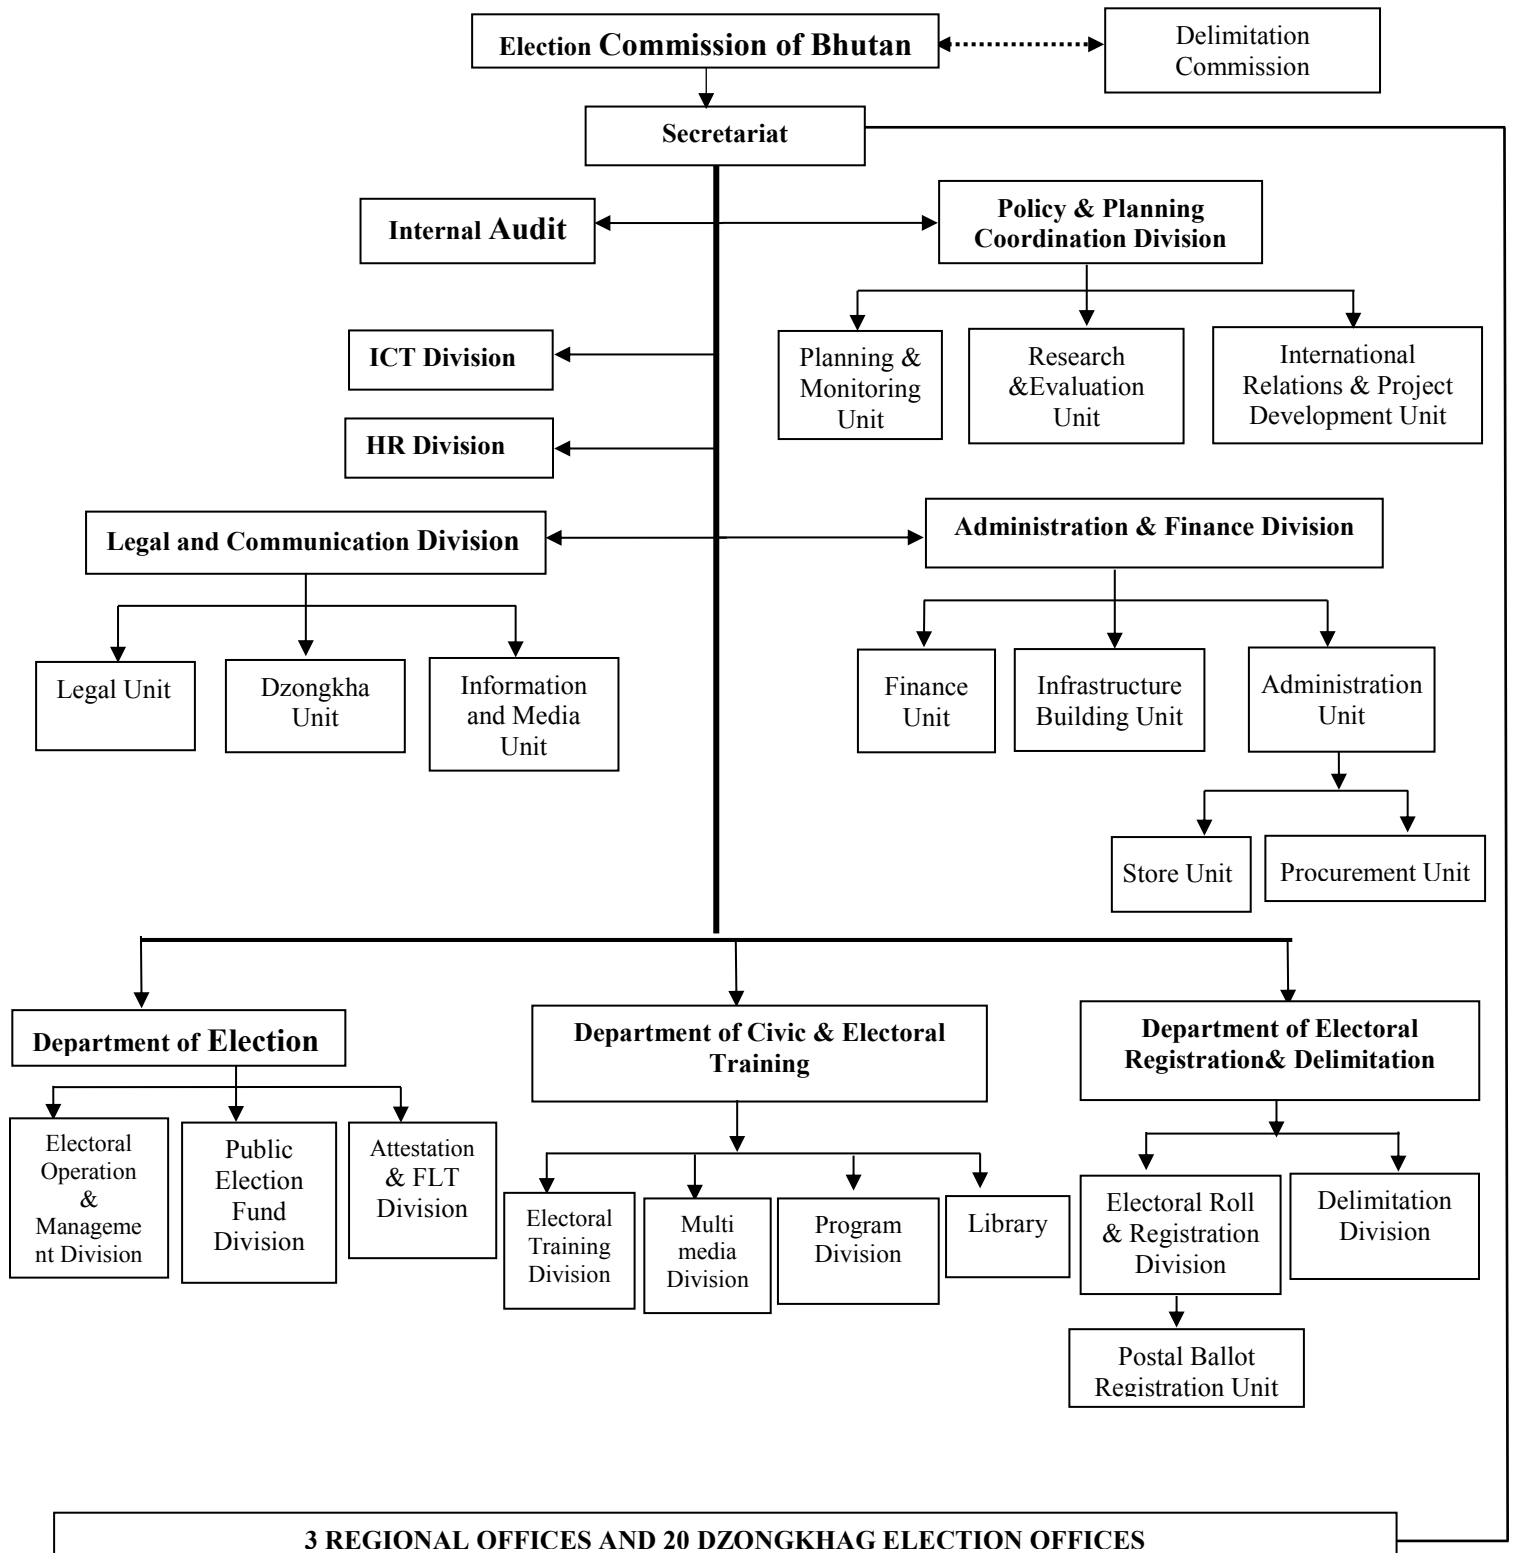 Election Commission of Bhutan
Delimitation
Commission
Secretariat
Internal Audit
Policy & Planning
Coordination Division
ICT Division
Planning &
Monitoring
Unit
Research
&Evaluation
Unit
International
Relations & Project
Development Unit
HR Division
Legal and Communication Division
Administration & Finance Division
Legal Unit
Dzongkha
Unit
Information
and Media
Unit
Finance
Unit
Infrastructure
Building Unit
Administration
Unit
Store Unit
Procurement Unit
Department of Election
Department of Civic & Electoral
Training
Department of Electoral
Registration& Delimitation
Electoral
Operation
&
Manageme
nt Division
Public
Election
Fund
Division
Attestation
& FLT
Division
Electoral
Training
Division
Multi
media
Division
Program
Division
Library
Electoral Roll
& Registration
Division
Delimitation
Division
Postal Ballot
Registration Unit
3 REGIONAL OFFICES AND 20 DZONGKHAG ELECTION OFFICES